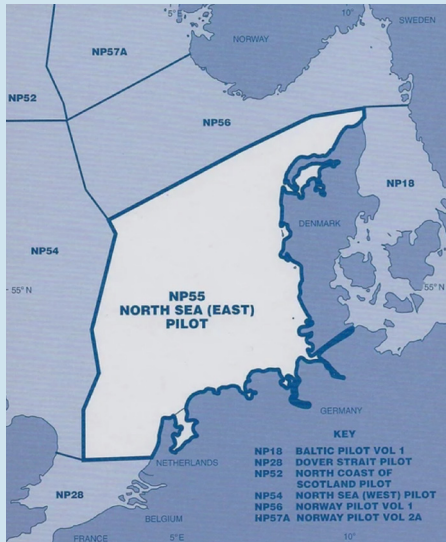 5°E
10°
SWEDEN
NORWAY
NP57A
NP52
NP56
NP18
DENMARK
NP54
55°N
55°N
NP55
NORTH SEA (EAST)
PILOT
GERMANY
KEY
NP18 BALTIC PILOT VOL 1
NP28 DOVER STRAIT PILOT
NP52 NORTH COAST OF
SCOTLAND PILOT
NP54 NORTH SEA (WEST) PILOT
NP56 NORWAY PILOT VOL 1
NP57A NORWAY PILOT VOL 2A
NETHERLANDS
NP28
BELGIUM
FRANCE
5°E
10°